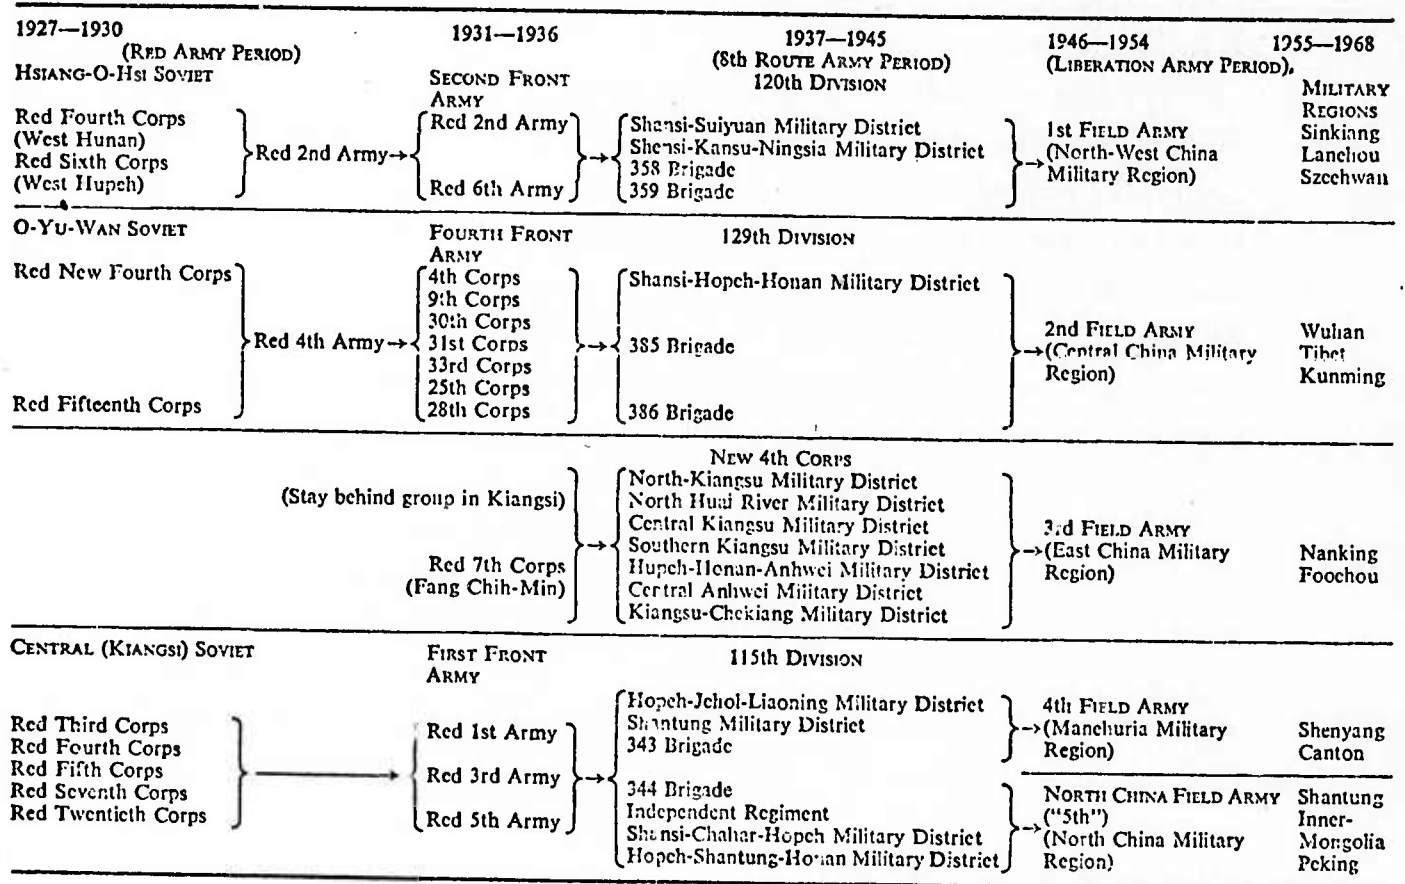 1927—1930
(RED ARMY PERIOD)
1931—1936
1937—1945
(8th ROUTE ARMY PERIOD)
1946—1954
(LIBERATION ARMY PERIOD).
1955—1968
MILITARY
REGIONS
HSIANG-O-HSI SOVIET
Red Fourth Corps
(West Hunan)
Red Sixth Corps
(West Hupeh)
Red 2nd Army
SECOND FRONT
ARMY
Red 2nd Army
Red 6th Army
120th DIVISION
Shansi-Suiyuan Military District
Shensi-Kansu-Ningsia Military District
358 Brigade
359 Brigade
1st FIELD ARMY
(North-West China
Military Region)
Sinkiang
Lanchou
Szechwan
O-YU-WAN SOVIET
Red New Fourth Corps
Red Fifteenth Corps
Red 4th Army
FOURTH FRONT
ARMY
4th Corps
9th Corps
30th Corps
31st Corps
33rd Corps
25th Corps
28th Corps
129th DIVISION
Shansi-Hopeh-Honan Military District
385 Brigade
386 Brigade
2nd FIELD ARMY
(Central China Military
Region)
Wuhan
Tibet
Kunming
(Stay behind group in Kiangsi)
Red 7th Corps
(Fang Chih-Min)
NEW 4th CORPS
North-Kiangsu Military District
North Huai River Military District
Central Kiangsu Military District
Southern Kiangsu Military District
Hupeh-Honan-Anhwei Military District
Central Anhwei Military District
Kiangsu-Chekiang Military District
3rd FIELD ARMY
(East China Military
Region)
Nanking
Foochou
CENTRAL (KIANGSI) SOVIET
Red Third Corps
Red Fourth Corps
Red Fifth Corps
Red Seventh Corps
Red Twentieth Corps
FIRST FRONT
ARMY
Red 1st Army
Red 3rd Army
Red 5th Army
115th DIVISION
Hopeh-Jehol-Liaoning Military District
Shantung Military District
343 Brigade
344 Brigade
Independent Regiment
Shansi-Chahar-Hopeh Military District
Hopeh-Shantung-Honan Military District
4th FIELD ARMY
(Manchuria Military
Region)
Shenyang
Canton
NORTH CHINA FIELD ARMY
("5th")
(North China Military
Region)
Shantung
Inner-
Mongolia
Peking